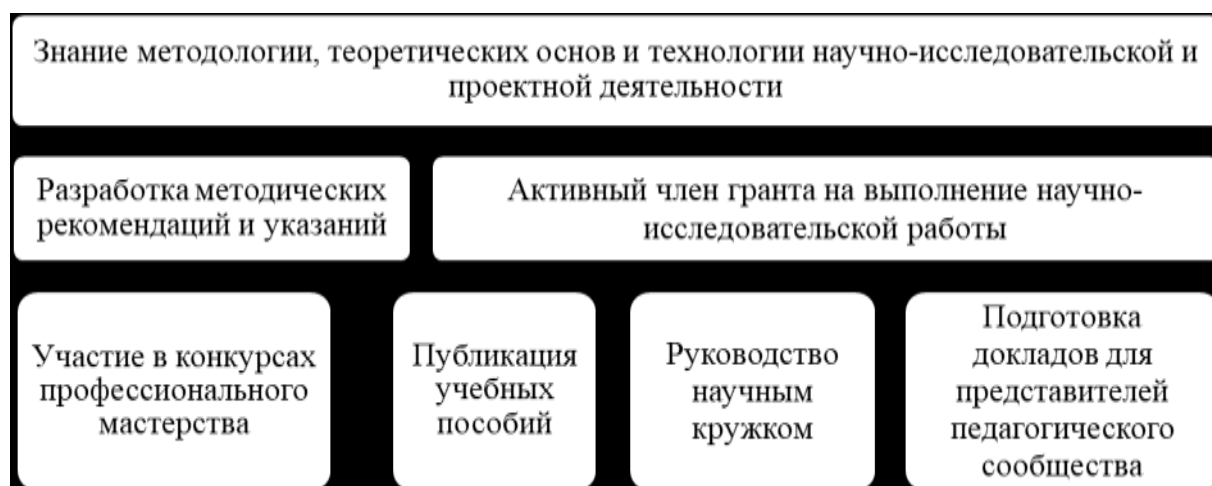 Знание методологии, теоретических основ и технологии научно-исследовательской и
проектной деятельности
Разработка методических
рекомендаций и указаний
Активный член гранта на выполнение научно-
исследовательской работы
Участие в конкурсах
профессионального
мастерства
Публикация
учебных
пособий
Руководство
научным
кружком
Подготовка
докладов для
представителей
педагогического
сообщества